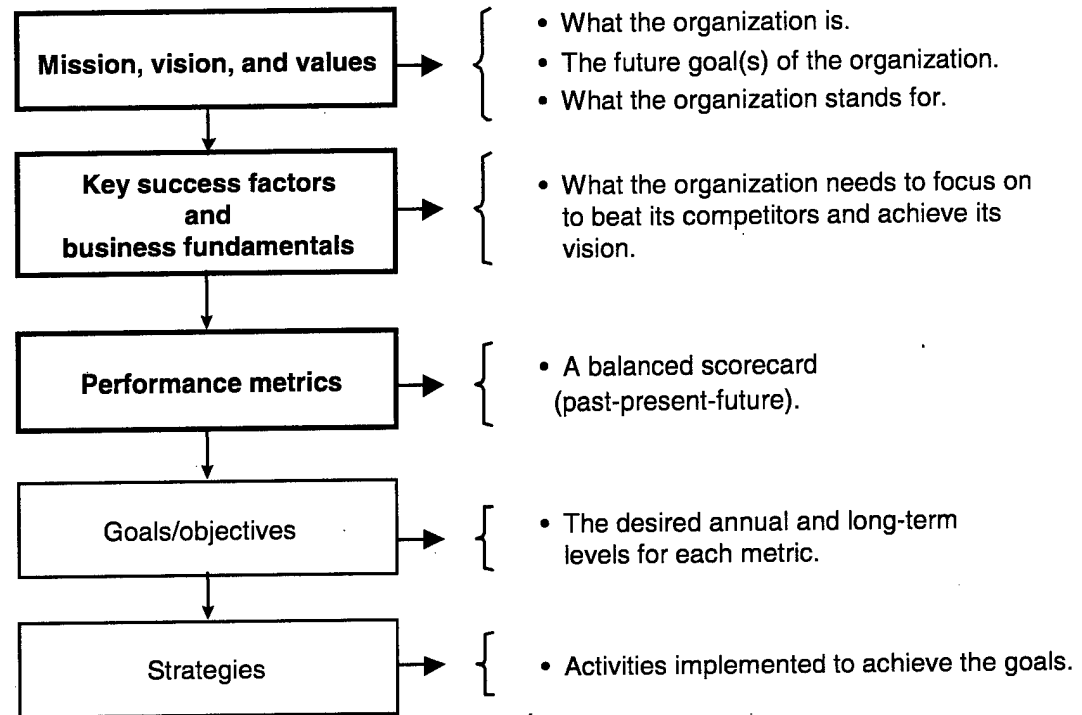 Mission, vision, and values
• What the organization is.
• The future goal(s) of the organization.
• What the organization stands for.
Key success factors
and
business fundamentals
• What the organization needs to focus on
to beat its competitors and achieve its
vision.
Performance metrics
• A balanced scorecard
(past-present-future).
Goals/objectives
• The desired annual and long-term
levels for each metric.
Strategies
• Activities implemented to achieve the goals.